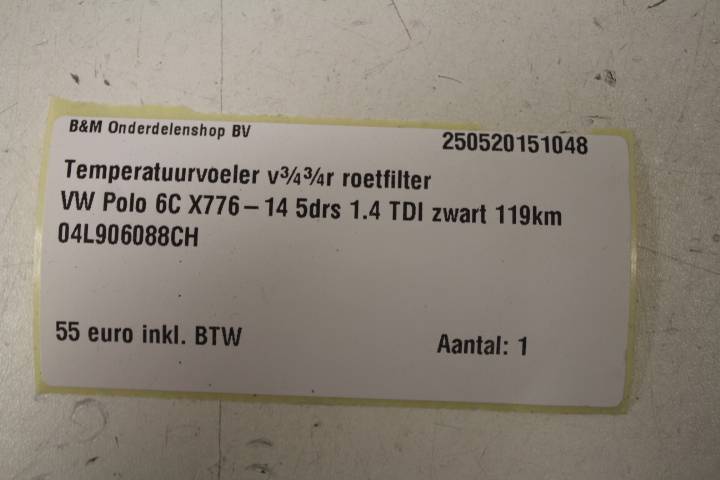 B&M Onderdelenshop BV
250520151048
Temperatuurvoeler v¾¾r roetfilter
VW Polo 6C X776–14 5drs 1.4 TDI zwart 119km
04L906088CH
55 euro inkl. BTW
Aantal: 1